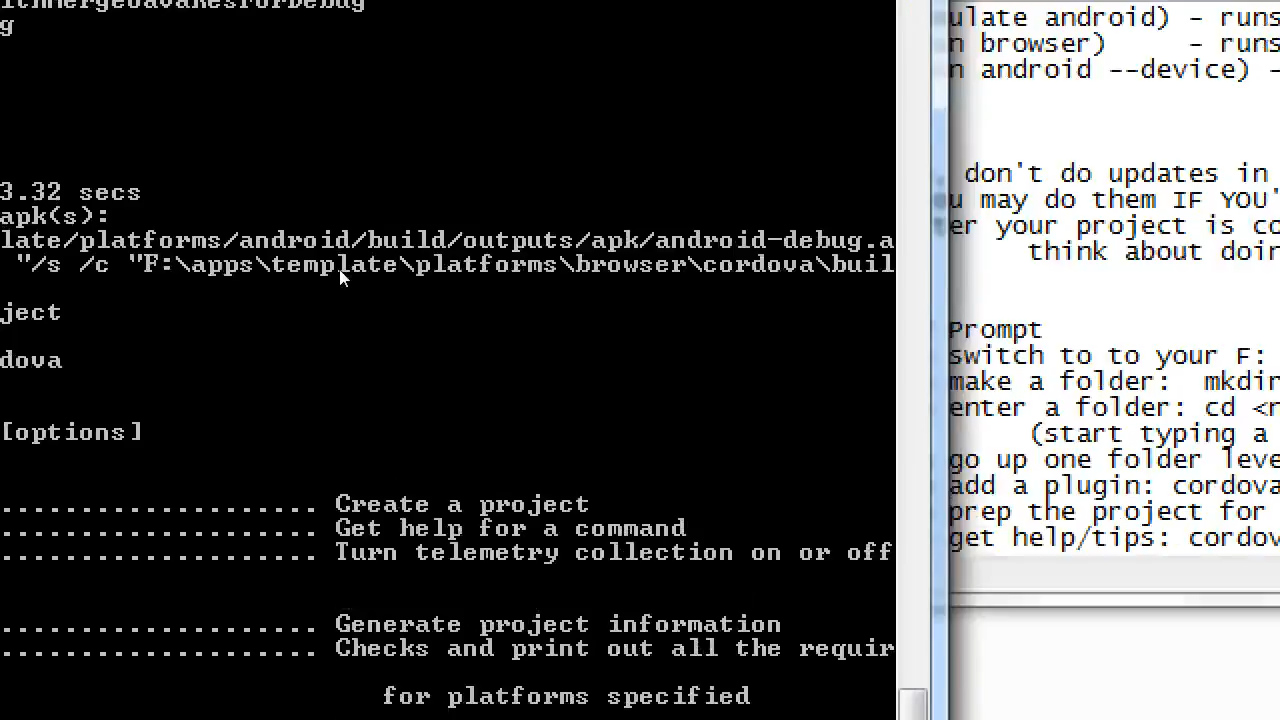 ithMergeJavaResForDebug
g
3.32 secs
apk(s):
late/platforms/android/build/outputs/apk/android-debug.a
"/s /c "F:\apps\template\platforms\browser\cordova\buil
ject
dova
[options]
.................... Create a project
.................... Get help for a command
.................... Turn telemetry collection on or off
.................... Generate project information
.................... Checks and print out all the requir
for platforms specified
ulate android) - runs
n browser)     - runs
n android --device) -
don't do updates in
u may do them IF YOU'
er your project is co
think about doin
Prompt
switch to to your F:
make a folder:  mkdir
enter a folder: cd <n
(start typing a
go up one folder leve
add a plugin: cordova
prep the project for
get help/tips: cordov